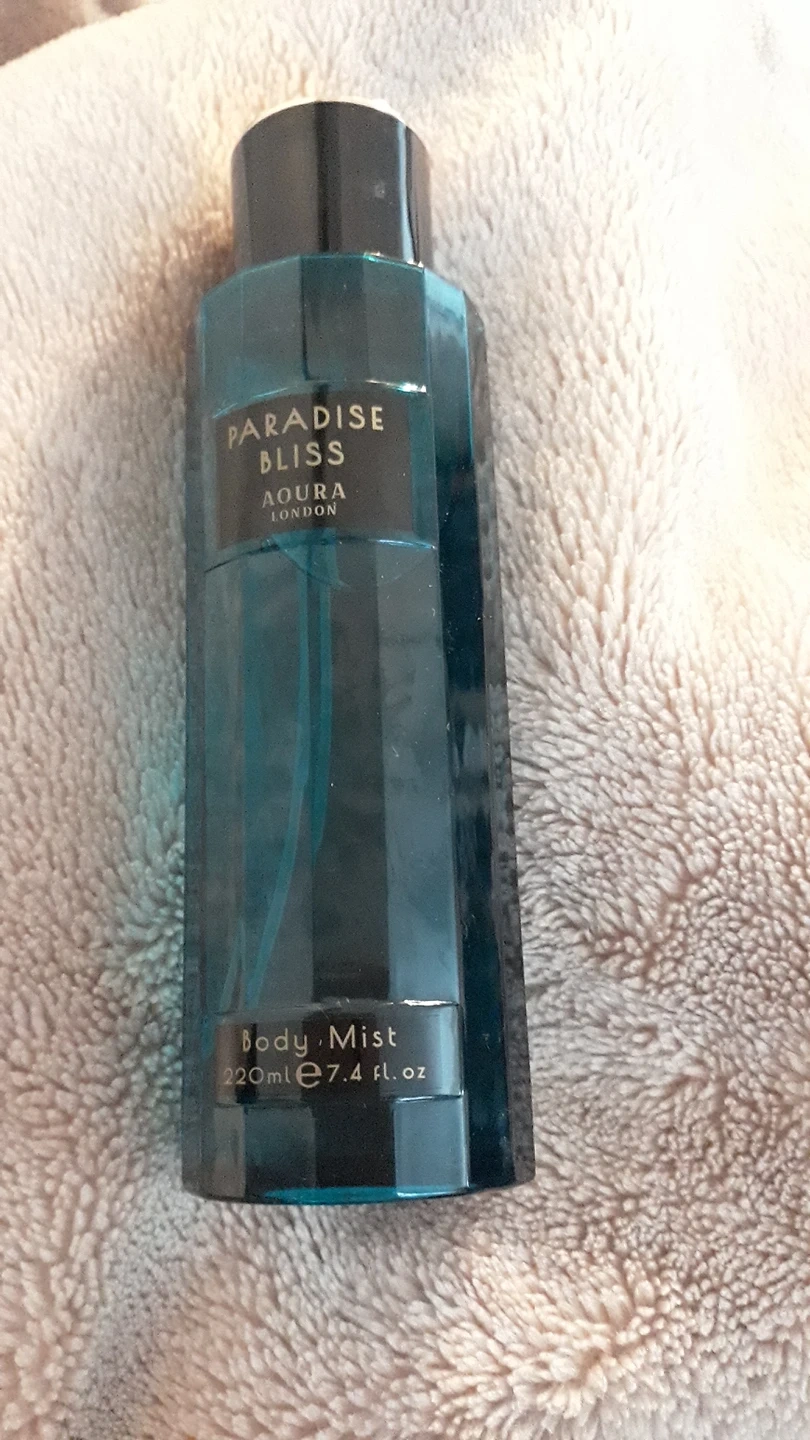 PARADISE
BLISS
AOURA
LONDON
Body Mist
220ml e 7.4 fl. oz